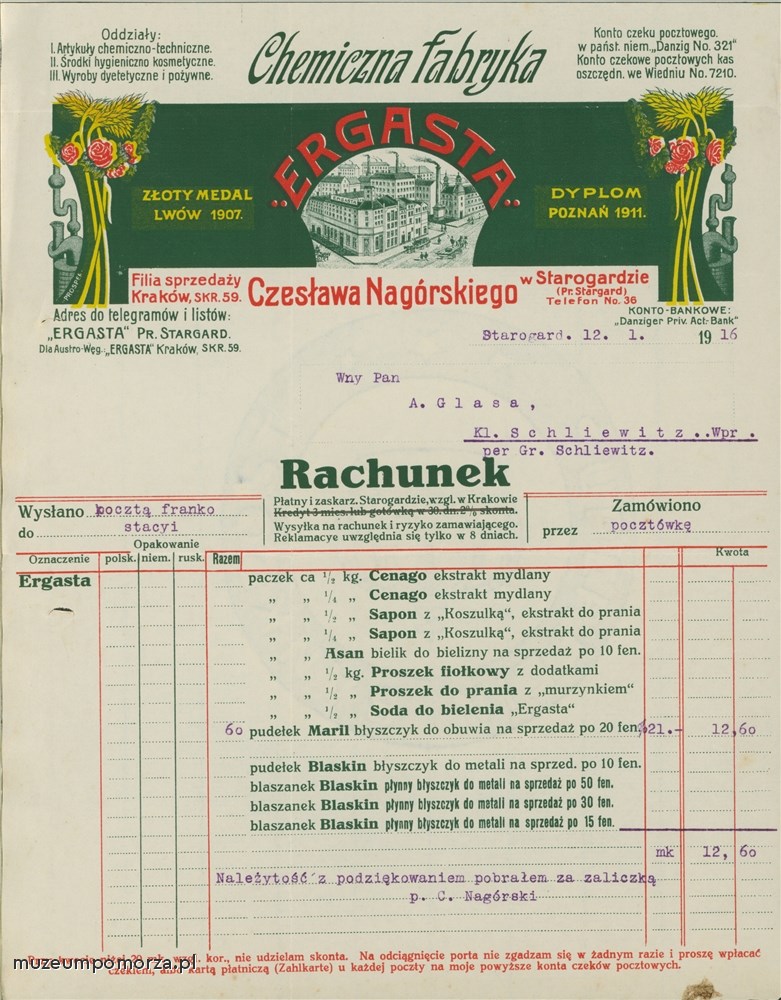 Oddziały:
I. Artykuły chemiczno-techniczne.
II. Środki hygieniczno kosmetyczne.
III. Wyroby dyetetyczne i pożywne.
Chemiczna Fabryka
Konto czeku pocztowego.
w państ. niem. „Danzig No. 321"
Konto czekowe pocztowych kas
oszczędn. we Wiedniu No. 7210.
„ERGASTA"
ZŁOTY MEDAL
LWÓW 1907.
DYPLOM
POZNAŃ 1911.
PROSPER
Filia sprzedaży
Kraków, SKR. 59.
Czesława Nagórskiego
w Starogardzie
(Pr. Stargard)
Telefon No. 36
Adres do telegramów i listów:
„ERGASTA" PR. STARGARD.
Dla Austro-Węg. „ERGASTA" Kraków, SKR. 59.
KONTO-BANKOWE:
„Danziger Priv. Act.-Bank"
Starogard. 12. 1. 1916
Wny Pan
A. Glasa,
Kl. Schliewitz..Wpr.
per Gr. Schliewitz.
Rachunek
Wysłano pocztą franko
do stacyi
Płatny i zaskarz. Starogardzie, wzgl. w Krakowie
Kredyt 3 mies. lub gotówką w 30. dn. 2% skonta.
Wysyłka na rachunek i ryzyko zamawiającego.
Reklamacye uwzględnia się tylko w 8 dniach.
Zamówiono
przez pocztówkę
Oznaczenie
Opakowanie
polsk. niem. rusk.
Razem
Kwota
Ergasta
paczek ca ½ kg. Cenago ekstrakt mydlany
„ „ ¼ „ Cenago ekstrakt mydlany
„ „ ½ „ Sapon z „Koszulką", ekstrakt do prania
„ „ ¼ „ Sapon z „Koszulką", ekstrakt do prania
„ „ Asan bielik do bielizny na sprzedaż po 10 fen.
„ „ ½ kg. Proszek fiołkowy z dodatkami
„ „ ½ „ Proszek do prania z „murzynkiem"
„ „ ½ „ Soda do bielenia „Ergasta"
60 pudełek Maril błyszczyk do obuwia na sprzedaż po 20 fen. 21.- 12,60
pudełek Blaskin błyszczyk do metali na sprzed. po 10 fen.
blaszanek Blaskin płynny błyszczyk do metali na sprzedaż po 50 fen.
blaszanek Blaskin płynny błyszczyk do metali na sprzedaż po 30 fen.
blaszanek Blaskin płynny błyszczyk do metali na sprzedaż po 15 fen.
mk 12,60
Należytość z podziękowaniem pobrałem za zaliczką
p. C. Nagórski
niżej 20 mk. wzgl. kor., nie udzielam skonta. Na odciągnięcie porta nie zgadzam się w żadnym razie i proszę wpłacać
czekiem, albo kartą płatniczą (Zahlkarte) u każdej poczty na moje powyższe konta czeków pocztowych.
muzeumpomorza.pl